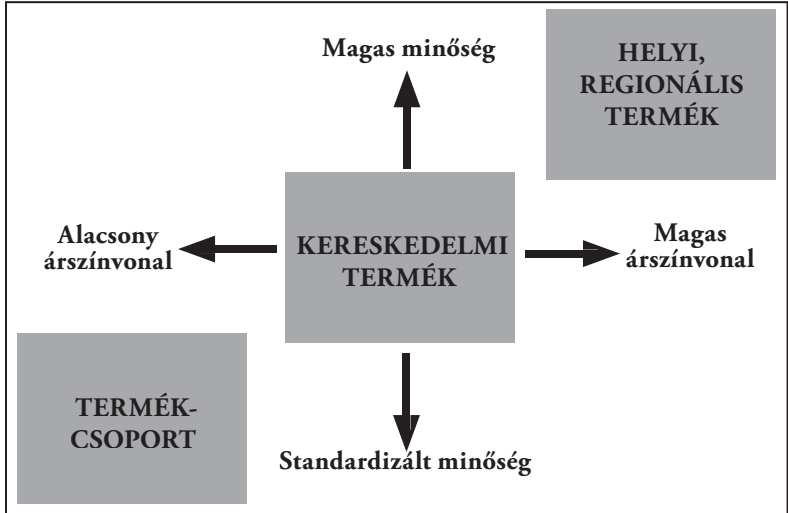 Magas minőség
HELYI,
REGIONÁLIS
TERMÉK
Alacsony
árszínvonal
KERESKEDELMI
TERMÉK
Magas
árszínvonal
TERMÉK-
CSOPORT
Standardizált minőség